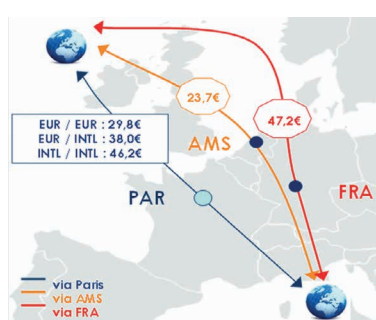 23,7€
47,2€
EUR / EUR : 29,8€
EUR / INTL : 38,0€
INTL / INTL : 46,2€
AMS
PAR
FRA
via Paris
via AMS
via FRA